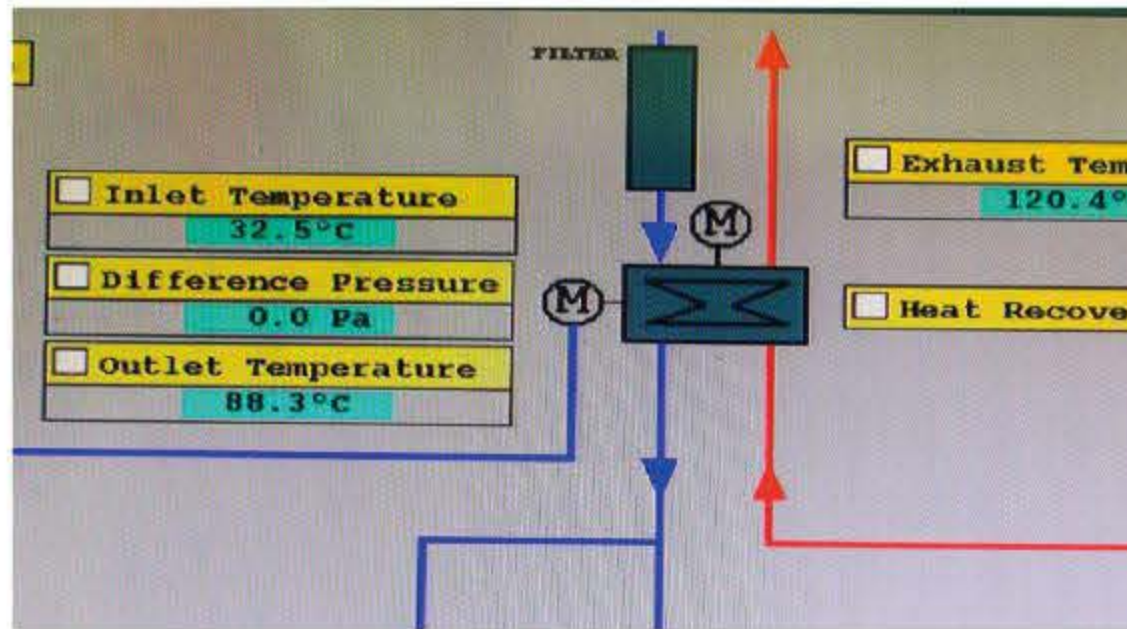 FILTER
Inlet Temperature
32.5°C
Difference Pressure
0.0 Pa
Outlet Temperature
88.3°C
M
M
Exhaust Tem
120.4°
Heat Recove